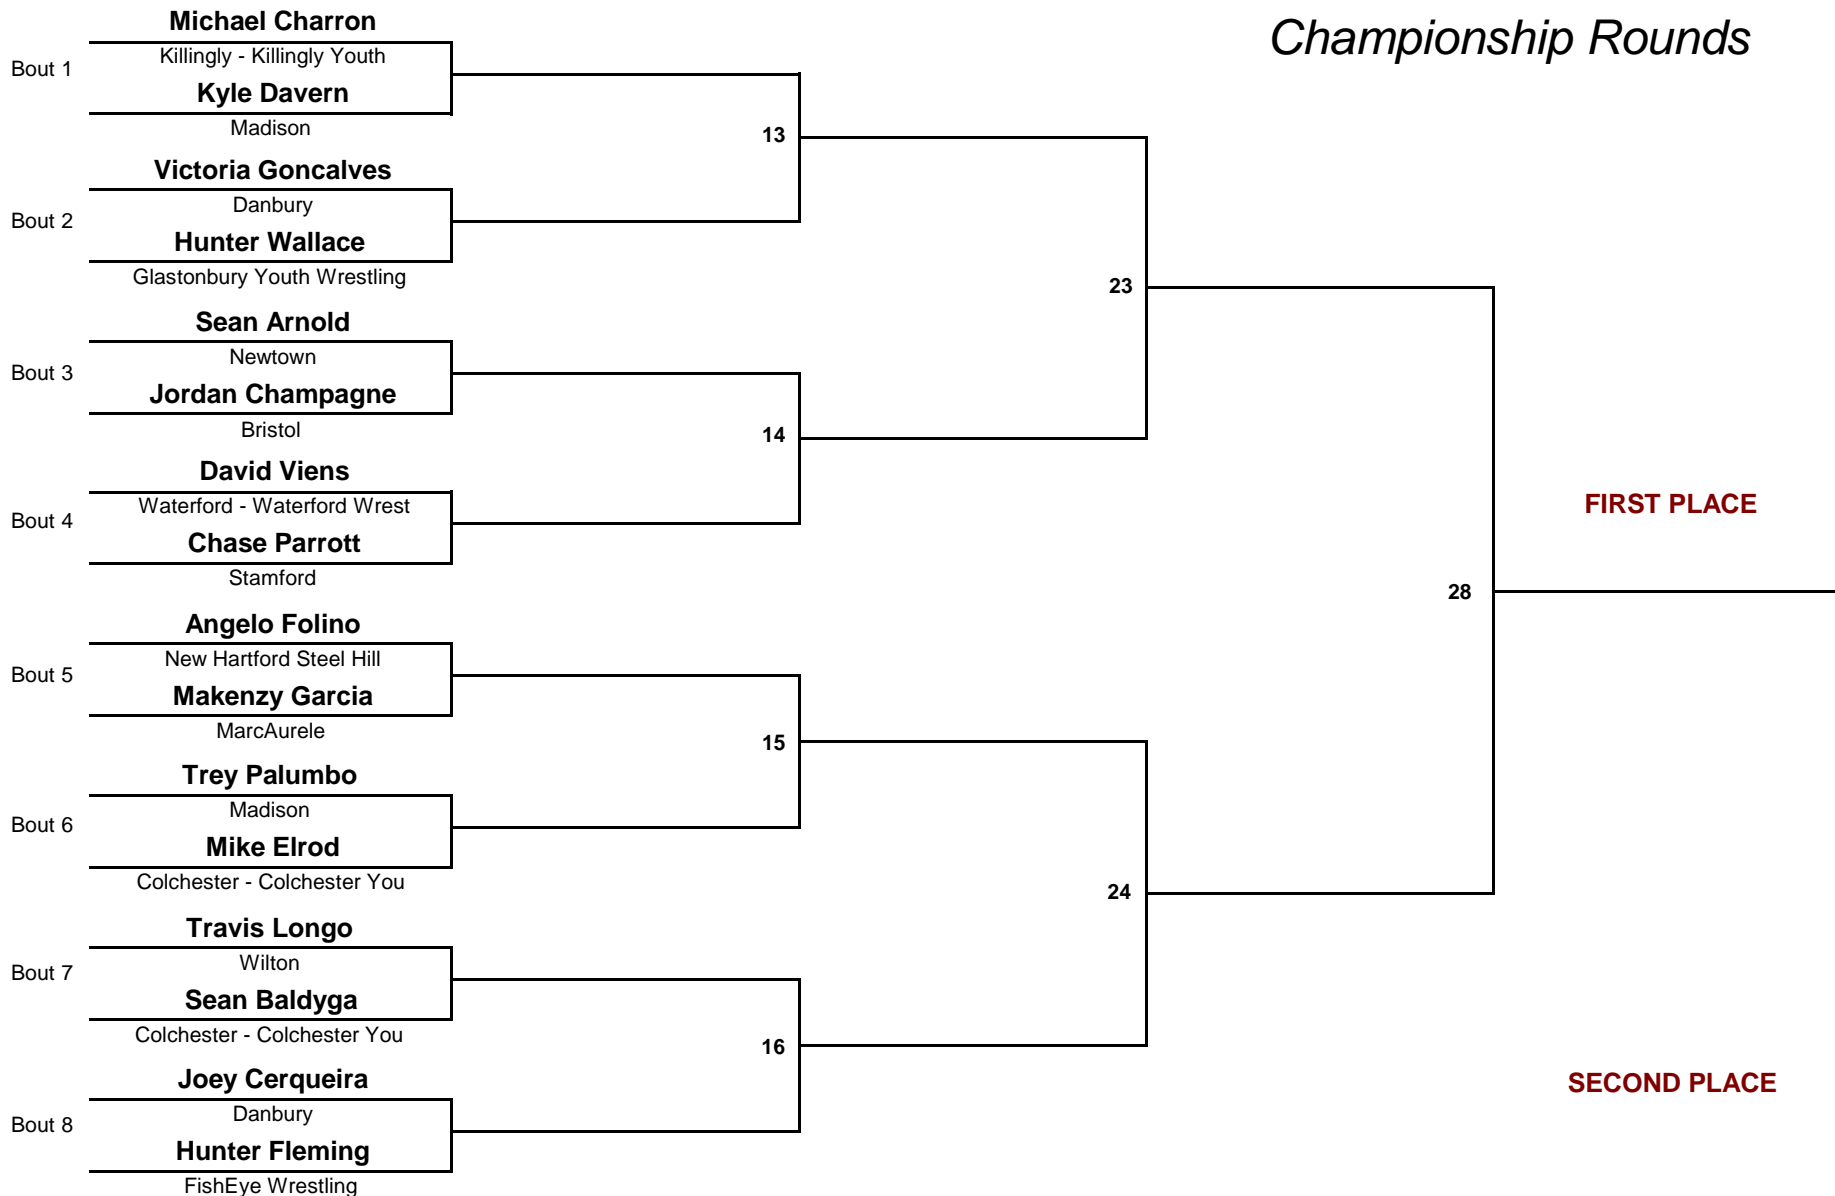 Championship Rounds
Michael Charron
Bout 1
Killingly - Killingly Youth
Kyle Davern
Madison
13
Victoria Goncalves
Bout 2
Danbury
Hunter Wallace
Glastonbury Youth Wrestling
23
Sean Arnold
Bout 3
Newtown
Jordan Champagne
Bristol
14
David Viens
Bout 4
Waterford - Waterford Wrest
Chase Parrott
Stamford
FIRST PLACE
28
Angelo Folino
Bout 5
New Hartford Steel Hill
Makenzy Garcia
MarcAurele
15
Trey Palumbo
Bout 6
Madison
Mike Elrod
Colchester - Colchester You
24
Travis Longo
Bout 7
Wilton
Sean Baldyga
Colchester - Colchester You
16
Joey Cerqueira
Bout 8
Danbury
Hunter Fleming
FishEye Wrestling
SECOND PLACE